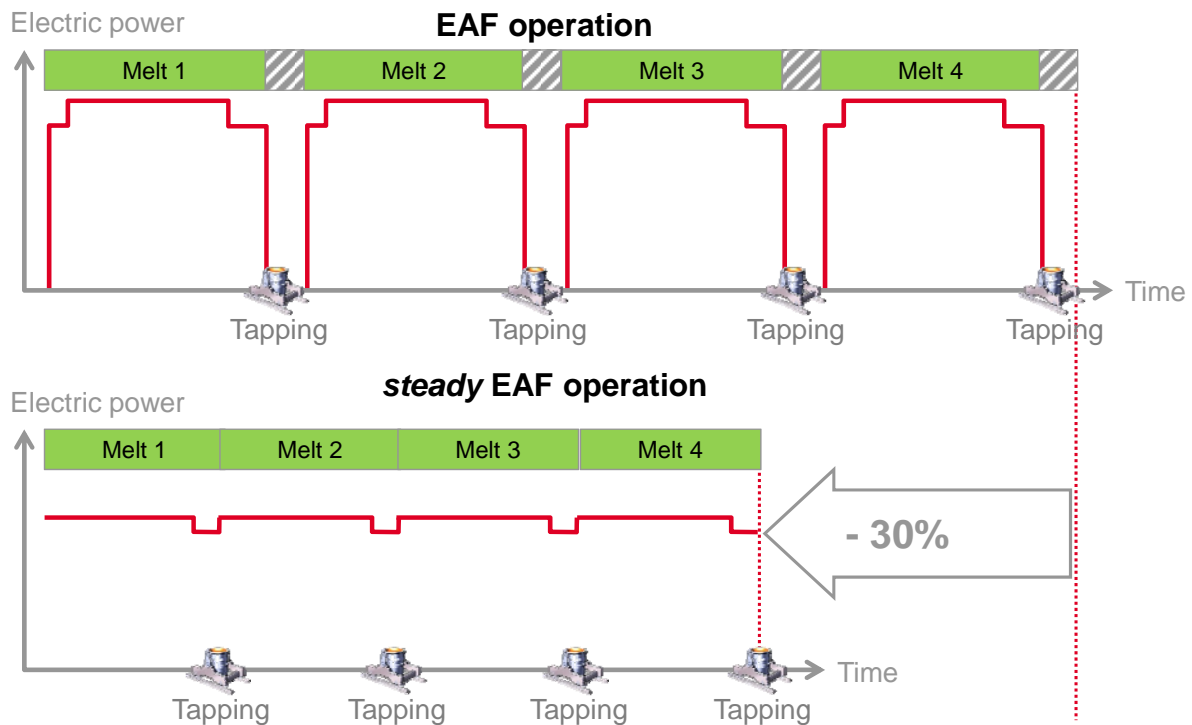 EAF operation
Electric power
Melt 1 Melt 2 Melt 3 Melt 4
Time
Tapping Tapping Tapping Tapping
steady EAF operation
Electric power
Melt 1 Melt 2 Melt 3 Melt 4
- 30%
Time
Tapping Tapping Tapping Tapping